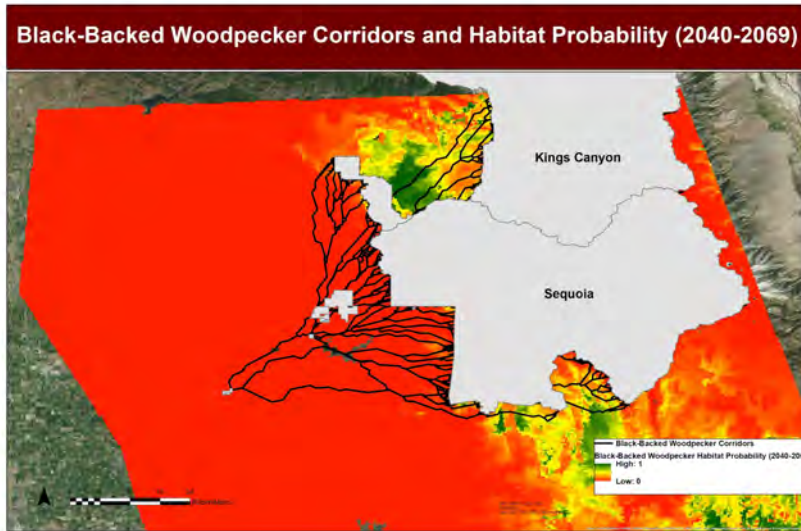 Black-Backed Woodpecker Corridors and Habitat Probability (2040-2069)
Kings Canyon
Sequoia
Black-Backed Woodpecker Corridors
Black-Backed Woodpecker Habitat Probability (2040-20
High: 1
Low: 0